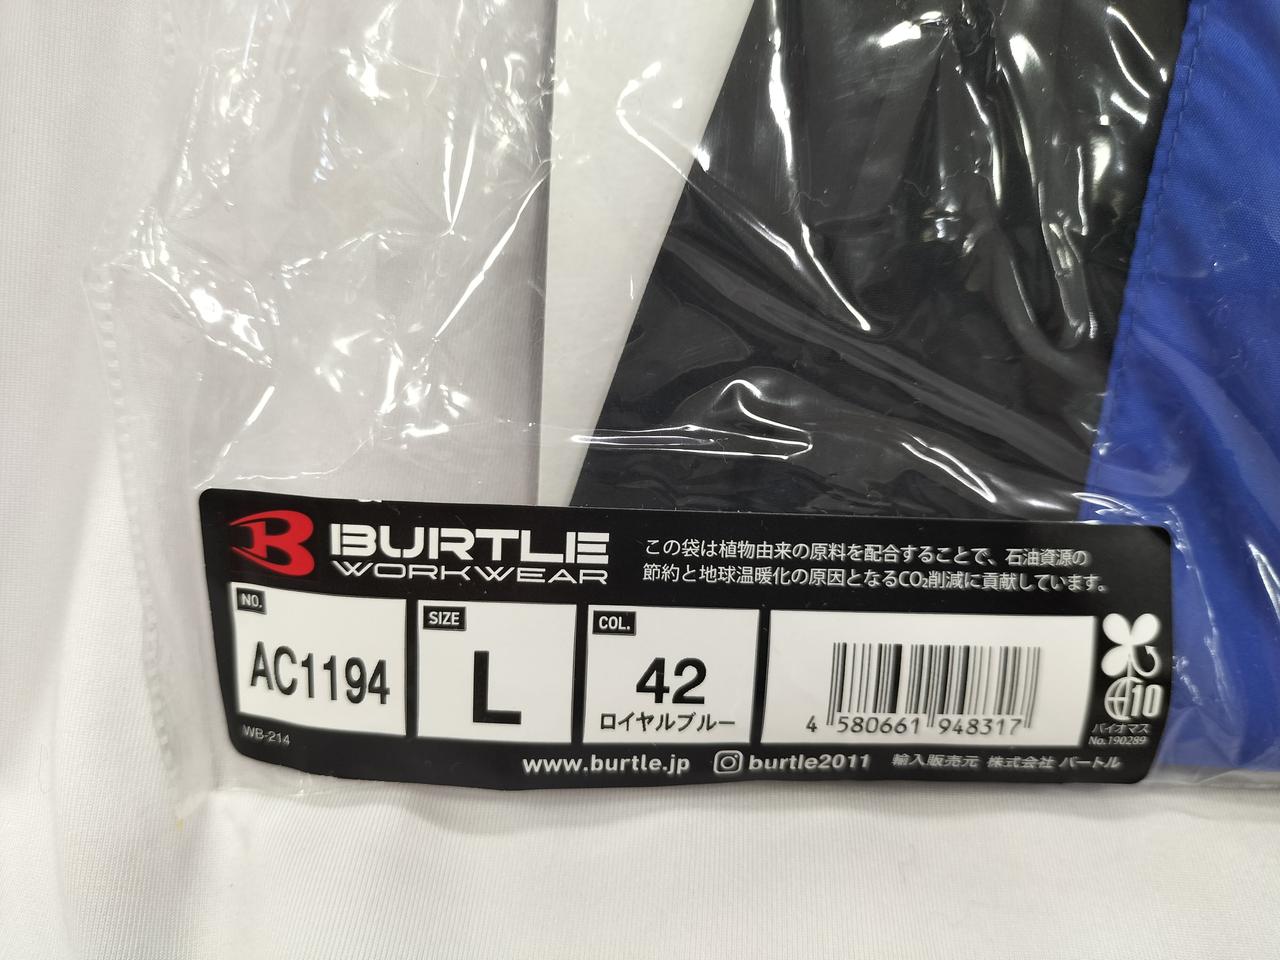 BURTLE
WORKWEAR
この袋は植物由来の原料を配合することで、石油資源の
節約と地球温暖化の原因となるCO₂削減に貢献しています。
NO.
AC1194
SIZE
L
COL.
42
ロイヤルブルー
4 580661 948317
10
バイオマス
No.190289
WB-214
www.burtle.jp burtle2011 輸入販売元 株式会社 バートル